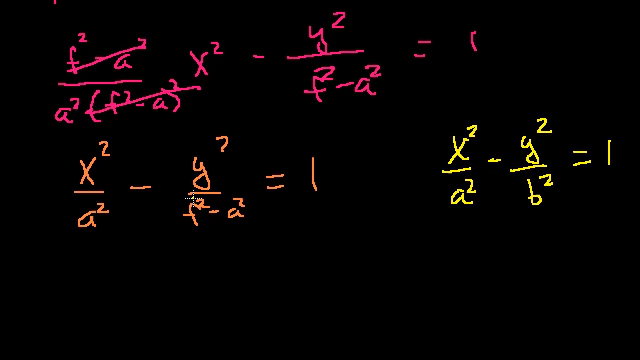 (f² - a²)/(a²(f² - a²)) x² - y²/(f² - a²) = 1
x²/a² - y²/(f² - a²) = 1
x²/a² - y²/b² = 1